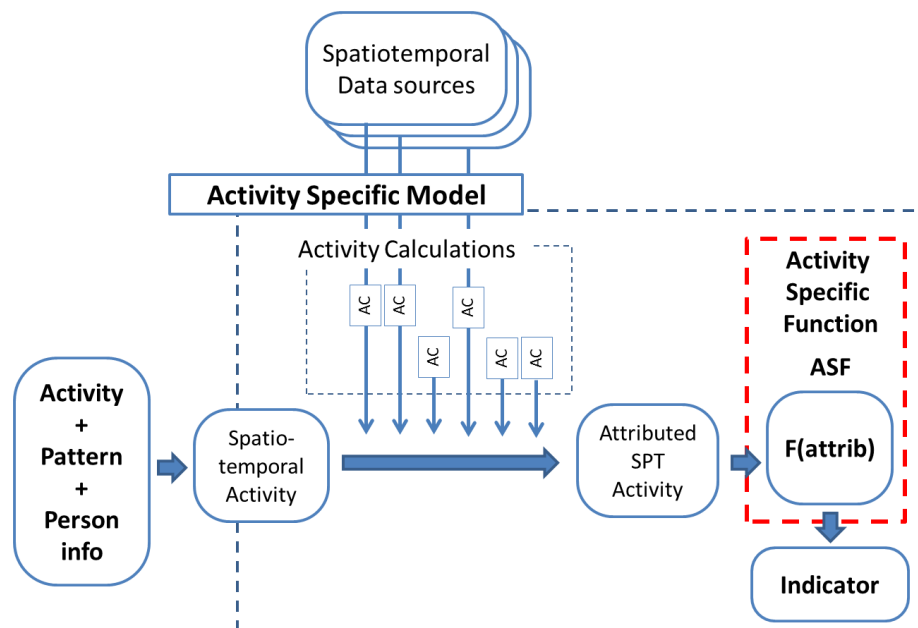 Spatiotemporal
Data sources
Activity Specific Model
Activity Calculations
AC
AC
AC
AC
AC
AC
Activity
Specific
Function
ASF
F(attrib)
Activity
+
Pattern
+
Person
info
Spatio-
temporal
Activity
Attributed
SPT
Activity
Indicator